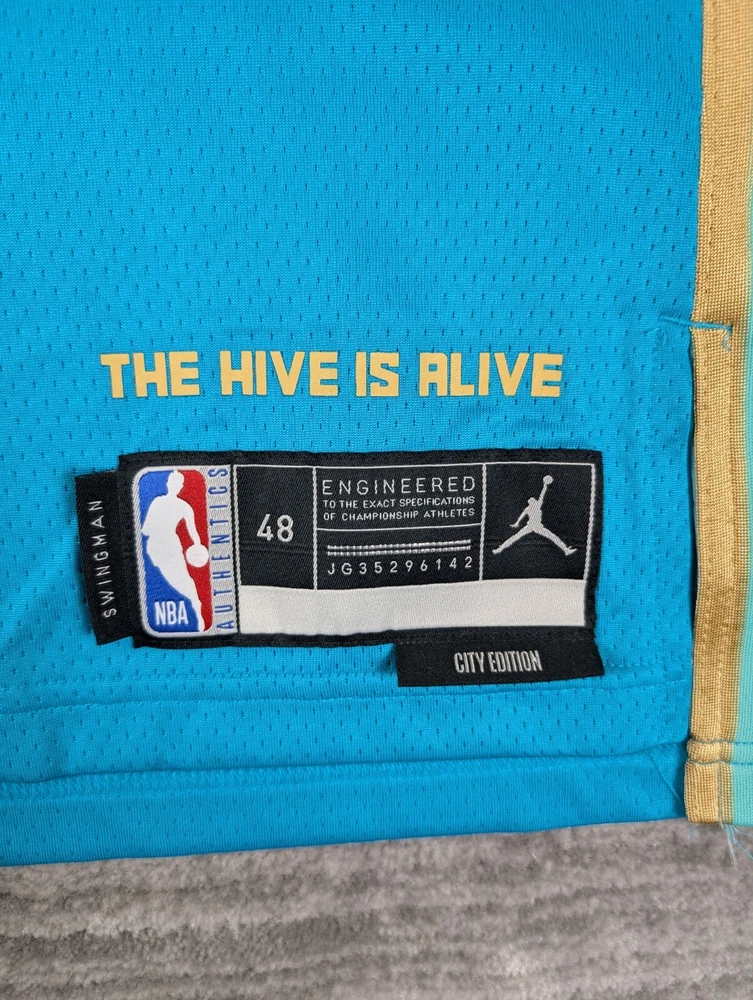 THE HIVE IS ALIVE
SWINGMAN
NBA
AUTHENTICS
48
ENGINEERED
TO THE EXACT SPECIFICATIONS
OF CHAMPIONSHIP ATHLETES
JG35296142
CITY EDITION